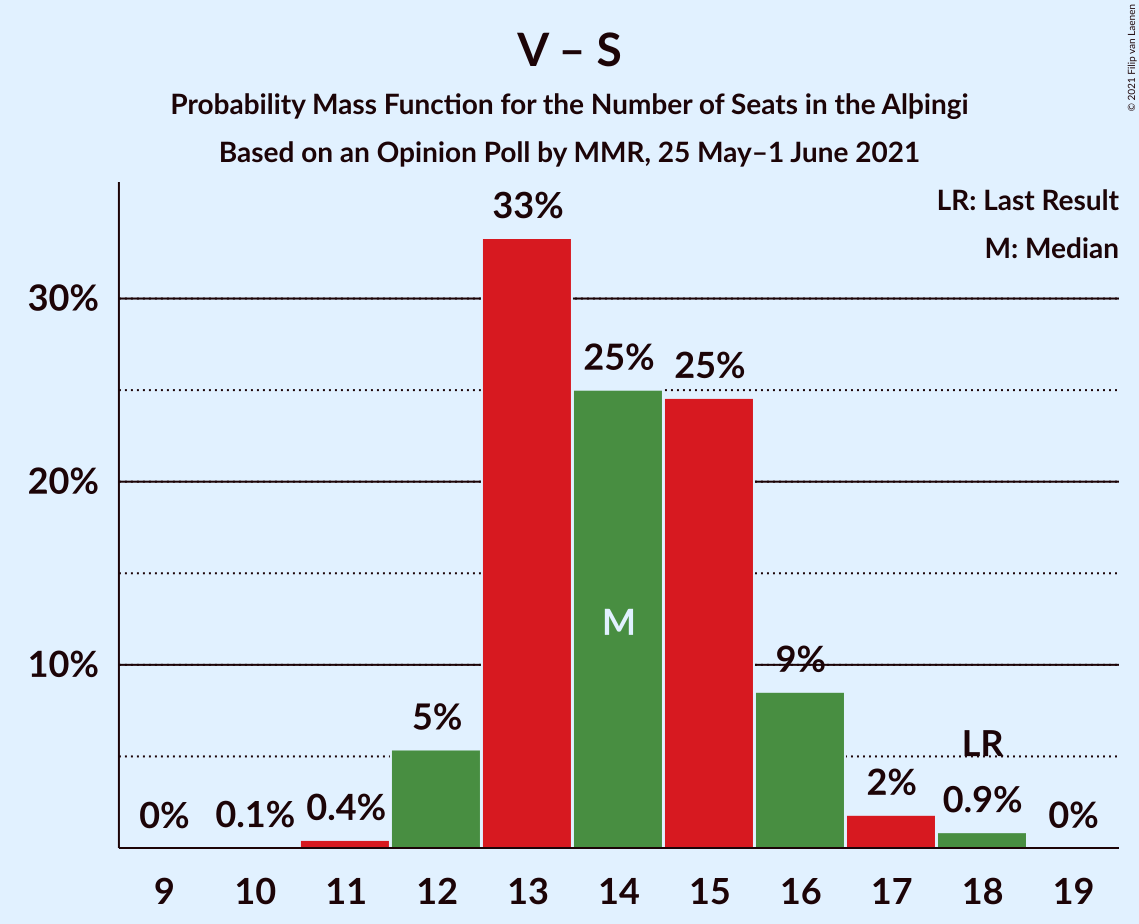 V – S
Probability Mass Function for the Number of Seats in the Alþingi
Based on an Opinion Poll by MMR, 25 May–1 June 2021
© 2021 Filip van Laenen
LR: Last Result
M: Median
33%
30%
25%
25%
20%
M
10%
9%
5%
LR
2%
0.9%
0.4%
0%
0.1%
0%
9 10 11 12 13 14 15 16 17 18 19